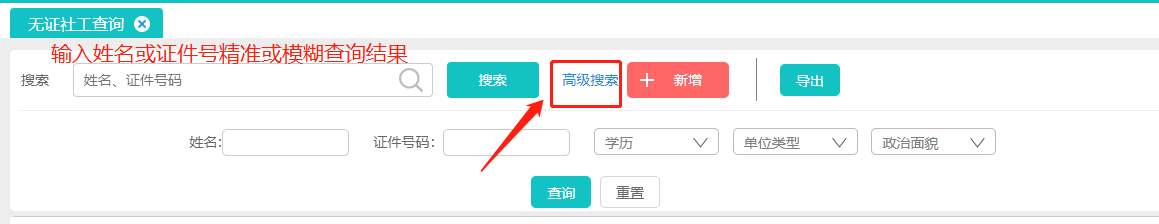 无证社工查询
输入姓名或证件号精准或模糊查询结果
搜索 姓名、证件号码 搜索 高级搜索 新增 导出
姓名: 证件号码: 学历 单位类型 政治面貌
查询 重置